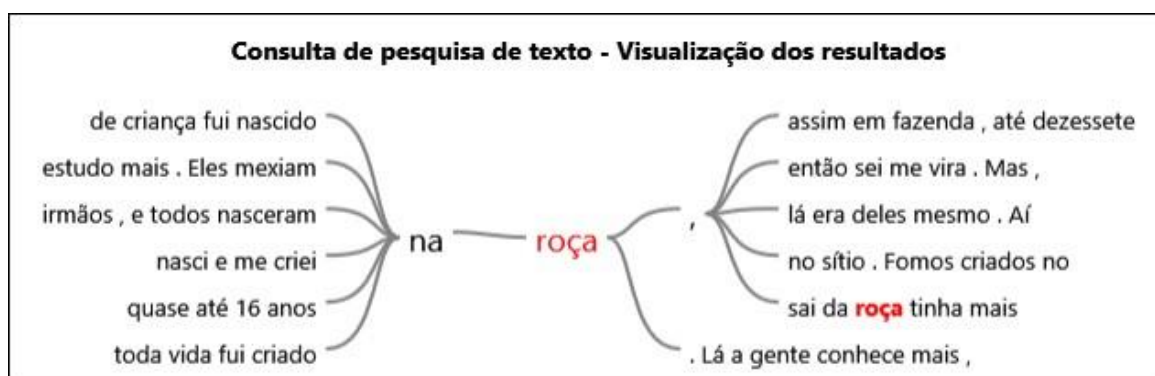 Consulta de pesquisa de texto - Visualização dos resultados
de criança fui nascido
estudo mais . Eles mexiam
irmãos , e todos nasceram
nasci e me criei
quase até 16 anos
toda vida fui criado
na
roça
,
assim em fazenda , até dezessete
então sei me vira . Mas ,
lá era deles mesmo . Aí
no sítio . Fomos criados no
sai da roça tinha mais
. Lá a gente conhece mais ,